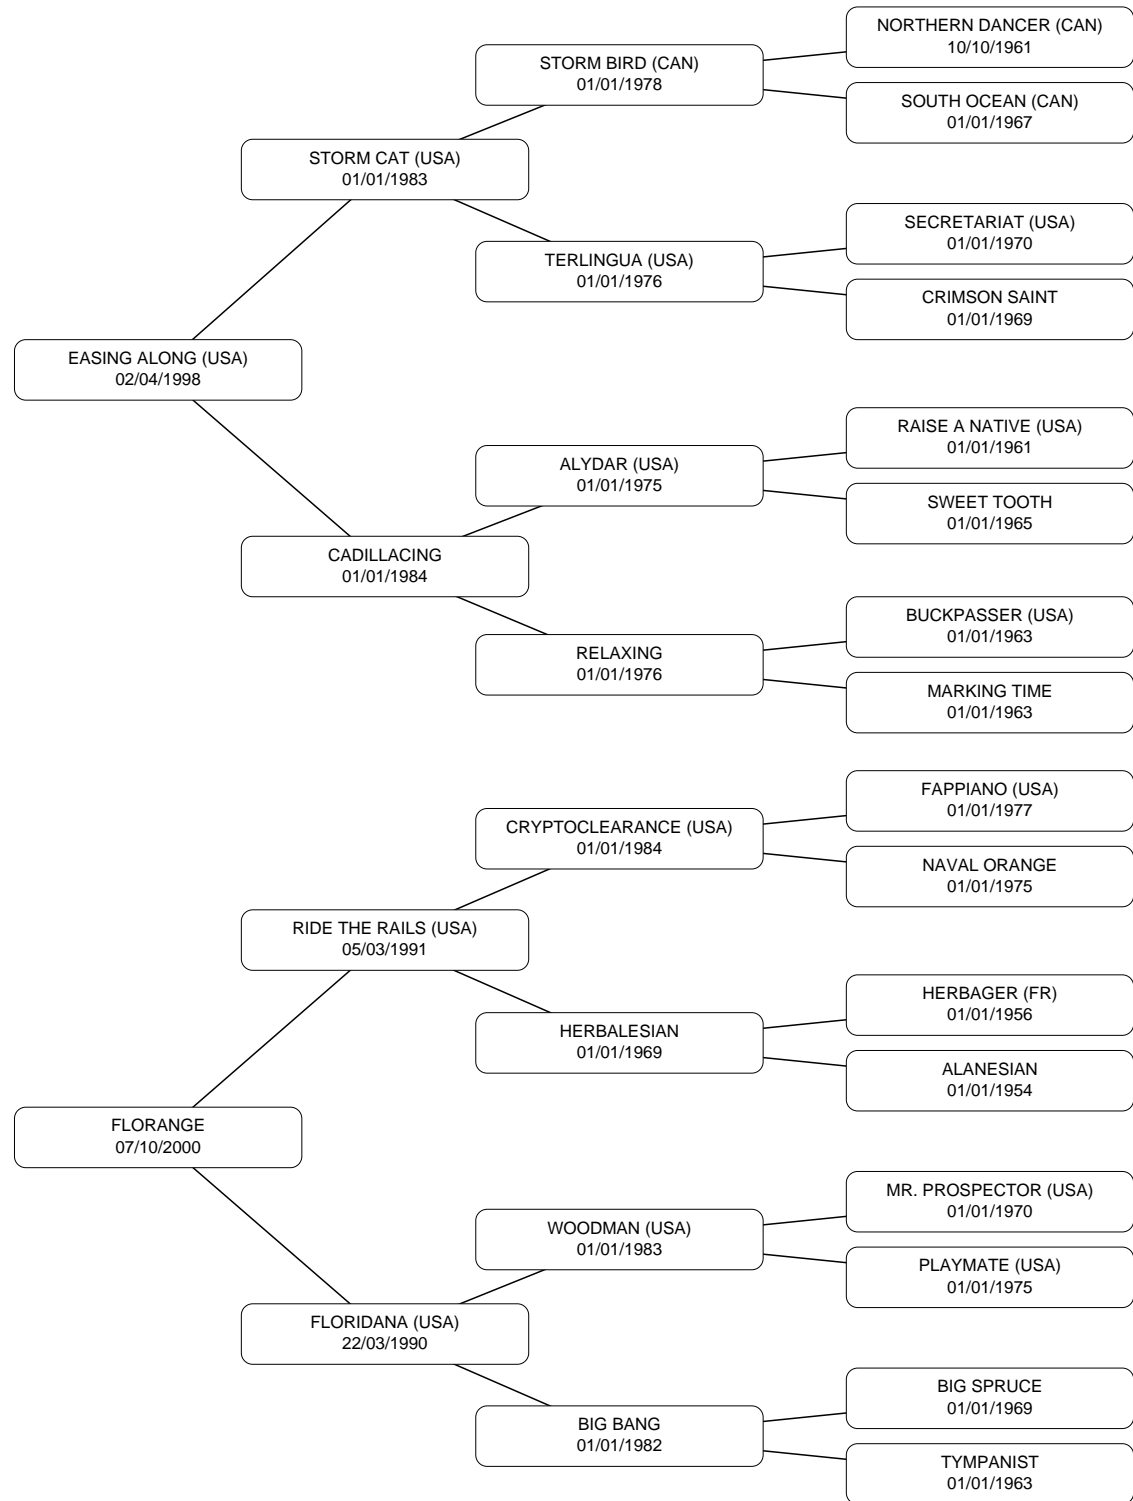 NORTHERN DANCER (CAN)
10/10/1961
STORM BIRD (CAN)
01/01/1978
SOUTH OCEAN (CAN)
01/01/1967
STORM CAT (USA)
01/01/1983
SECRETARIAT (USA)
01/01/1970
TERLINGUA (USA)
01/01/1976
CRIMSON SAINT
01/01/1969
EASING ALONG (USA)
02/04/1998
RAISE A NATIVE (USA)
01/01/1961
ALYDAR (USA)
01/01/1975
SWEET TOOTH
01/01/1965
CADILLACING
01/01/1984
BUCKPASSER (USA)
01/01/1963
RELAXING
01/01/1976
MARKING TIME
01/01/1963
FAPPIANO (USA)
01/01/1977
CRYPTOCLEARANCE (USA)
01/01/1984
NAVAL ORANGE
01/01/1975
RIDE THE RAILS (USA)
05/03/1991
HERBAGER (FR)
01/01/1956
HERBALESIAN
01/01/1969
ALANESIAN
01/01/1954
FLORANGE
07/10/2000
MR. PROSPECTOR (USA)
01/01/1970
WOODMAN (USA)
01/01/1983
PLAYMATE (USA)
01/01/1975
FLORIDANA (USA)
22/03/1990
BIG SPRUCE
01/01/1969
BIG BANG
01/01/1982
TYMPANIST
01/01/1963